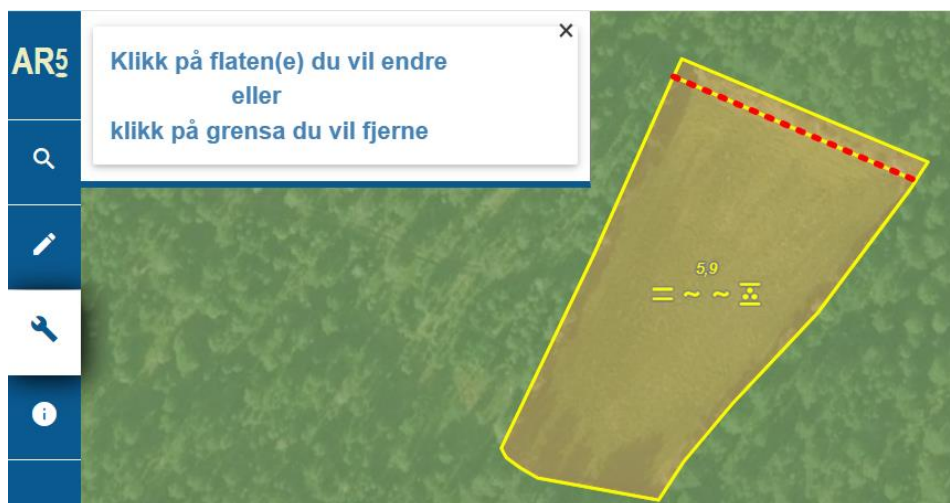 AR5
Klikk på flaten(e) du vil endre
eller
klikk på grensa du vil fjerne
5,9